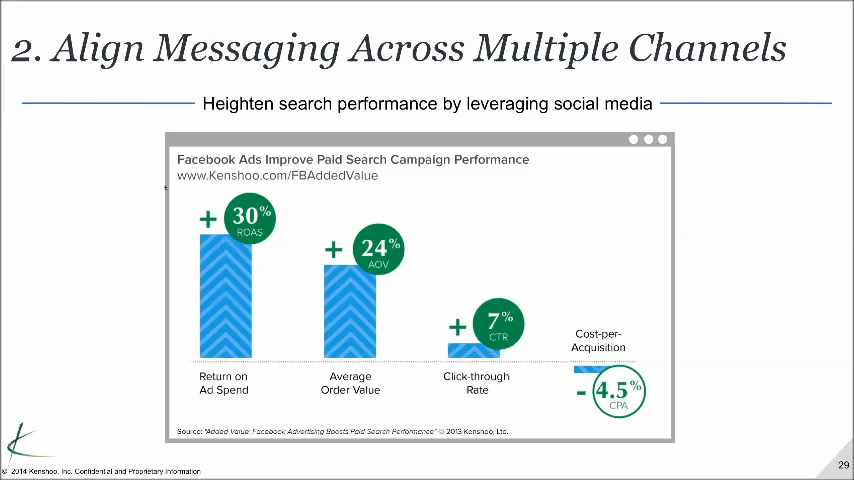 2. Align Messaging Across Multiple Channels
Heighten search performance by leveraging social media
Facebook Ads Improve Paid Search Campaign Performance
www.Kenshoo.com/FBAddedValue
+ 30%
ROAS
+ 24%
AOV
+ 7%
CTR
Cost-per-
Acquisition
Return on
Ad Spend
Average
Order Value
Click-through
Rate
- 4.5%
CPA
Source: "Added Value: Facebook Advertising Boosts Paid Search Performance" © 2013 Kenshoo, Ltd.
© 2014 Kenshoo, Inc. Confidential and Proprietary Information
29